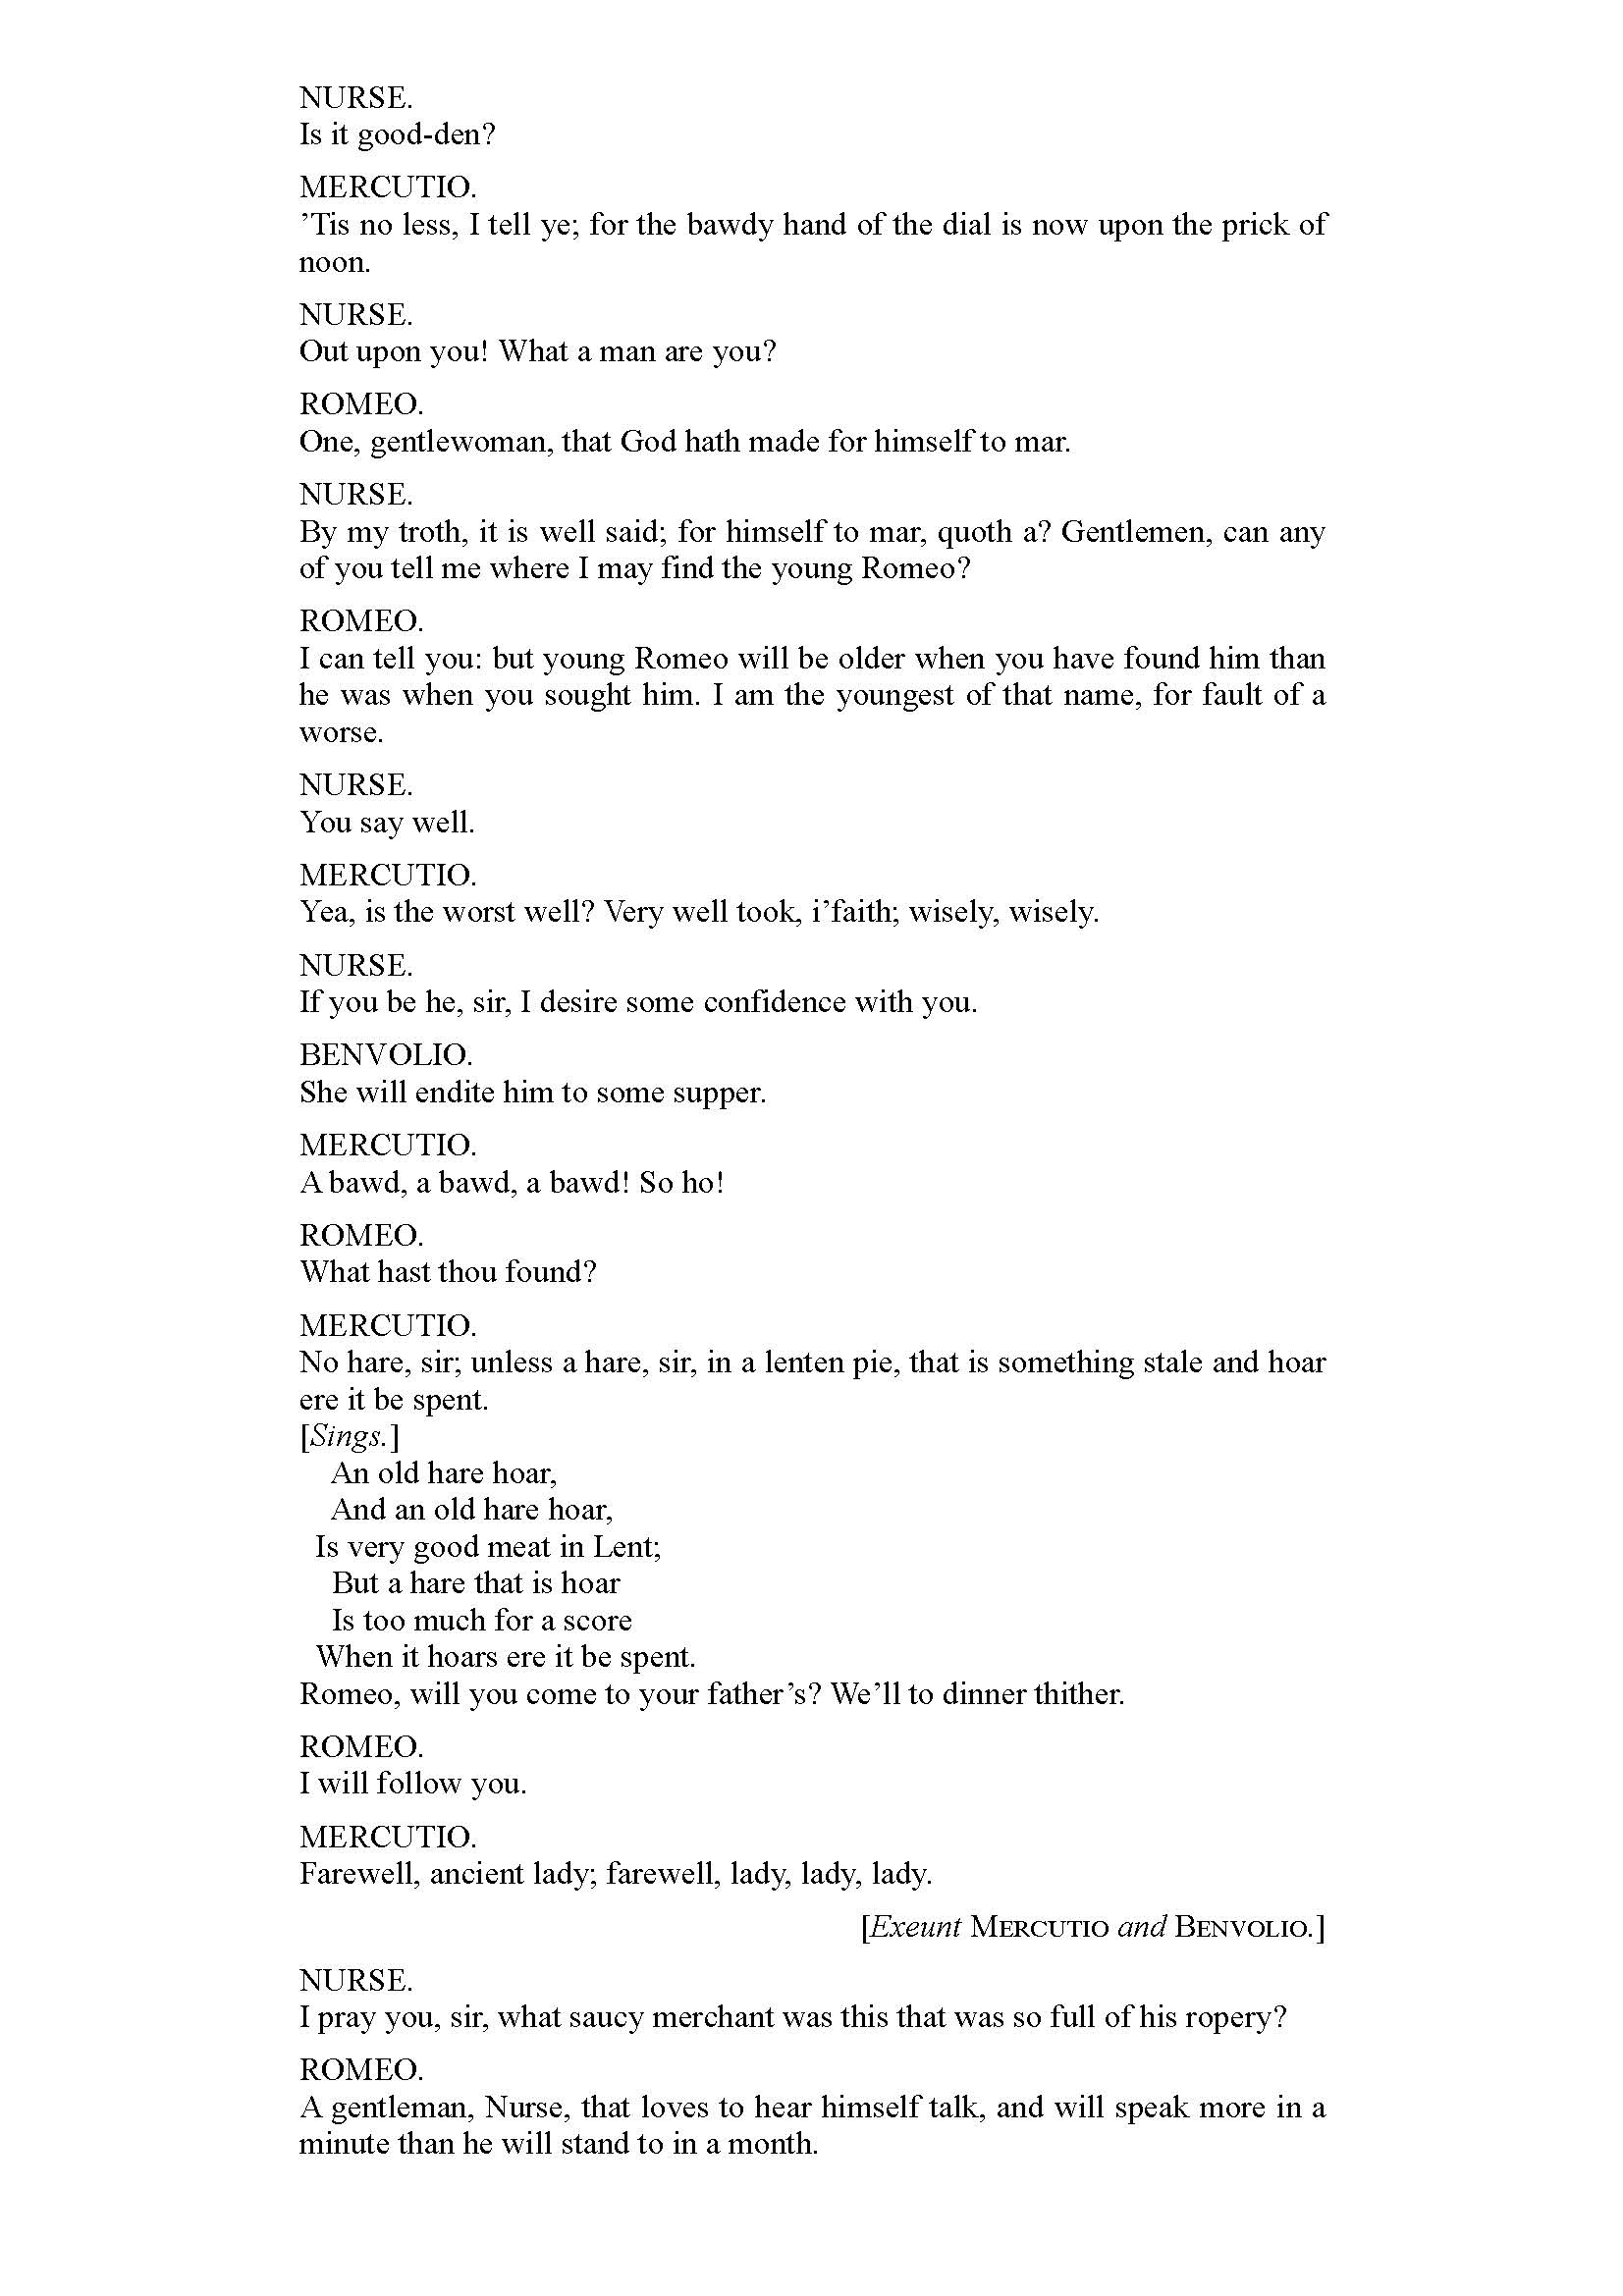 NURSE.
Is it good-den?
MERCUTIO.
’Tis no less, I tell ye; for the bawdy hand of the dial is now upon the prick of
noon.
NURSE.
Out upon you! What a man are you?
ROMEO.
One, gentlewoman, that God hath made for himself to mar.
NURSE.
By my troth, it is well said; for himself to mar, quoth a? Gentlemen, can any
of you tell me where I may find the young Romeo?
ROMEO.
I can tell you: but young Romeo will be older when you have found him than
he was when you sought him. I am the youngest of that name, for fault of a
worse.
NURSE.
You say well.
MERCUTIO.
Yea, is the worst well? Very well took, i’faith; wisely, wisely.
NURSE.
If you be he, sir, I desire some confidence with you.
BENVOLIO.
She will endite him to some supper.
MERCUTIO.
A bawd, a bawd, a bawd! So ho!
ROMEO.
What hast thou found?
MERCUTIO.
No hare, sir; unless a hare, sir, in a lenten pie, that is something stale and hoar
ere it be spent.
[Sings.]
An old hare hoar,
And an old hare hoar,
Is very good meat in Lent;
But a hare that is hoar
Is too much for a score
When it hoars ere it be spent.
Romeo, will you come to your father’s? We’ll to dinner thither.
ROMEO.
I will follow you.
MERCUTIO.
Farewell, ancient lady; farewell, lady, lady, lady.
[Exeunt MERCUTIO and BENVOLIO.]
NURSE.
I pray you, sir, what saucy merchant was this that was so full of his ropery?
ROMEO.
A gentleman, Nurse, that loves to hear himself talk, and will speak more in a
minute than he will stand to in a month.